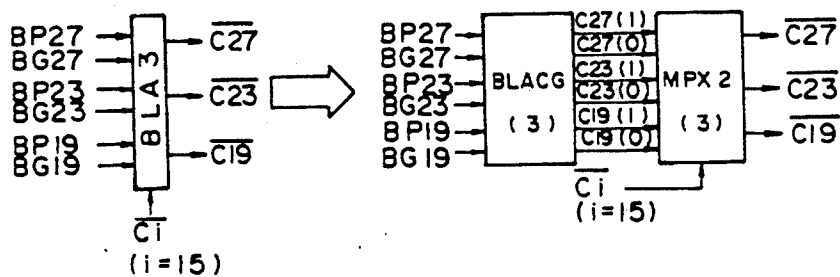 BP27
BG27
BP23
BG23
BP19
BG19
BLA3
C27
C23
C19
Ci
(i=15)
BP27
BG27
BP23
BG23
BP19
BG19
BLACG
(3)
C27(1)
C27(0)
C23(1)
C23(0)
C19(1)
C19(0)
MPX2
(3)
C27
C23
C19
Ci
(i=15)